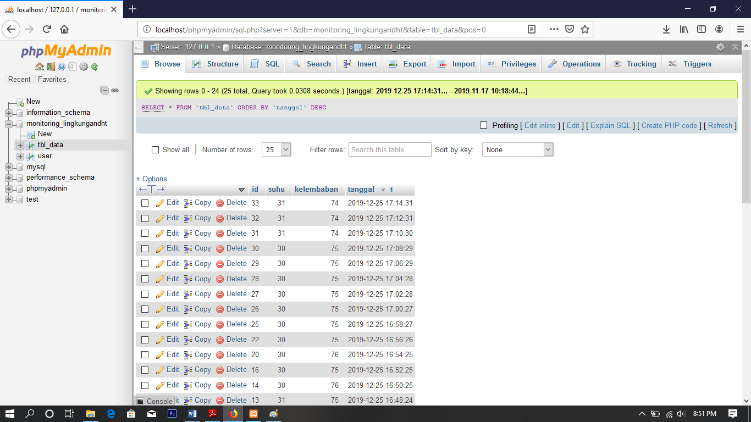 localhost / 127.0.0.1 / monitorin
localhost/phpmyadmin/sql.php?server=1&db=monitoring_lingkungandht&table=tbl_data&pos=0
phpMyAdmin
Recent Favorites
New
information_schema
monitoring_lingkungandht
New
tbl_data
user
mysql
performance_schema
phpmyadmin
test
Server: 127.0.0.1 » Database: monitoring_lingkungandht » Table: tbl_data
Browse Structure SQL Search Insert Export Import Privileges Operations Tracking Triggers
Showing rows 0 - 24 (25 total, Query took 0.0308 seconds.) [tanggal: 2019-12-25 17:14:31... - 2019-11-17 10:18:44...]
SELECT * FROM `tbl_data` ORDER BY `tanggal` DESC
Profiling [ Edit inline ] [ Edit ] [ Explain SQL ] [ Create PHP code ] [ Refresh ]
Show all Number of rows: 25 Filter rows: Search this table Sort by key: None
+ Options
←T→ id suhu kelembaban tanggal 1
Edit Copy Delete 33 31 74 2019-12-25 17:14:31
Edit Copy Delete 32 31 74 2019-12-25 17:12:31
Edit Copy Delete 31 31 74 2019-12-25 17:10:30
Edit Copy Delete 30 30 75 2019-12-25 17:08:29
Edit Copy Delete 29 30 75 2019-12-25 17:06:29
Edit Copy Delete 28 30 75 2019-12-25 17:04:28
Edit Copy Delete 27 30 75 2019-12-25 17:02:28
Edit Copy Delete 26 30 75 2019-12-25 17:00:27
Edit Copy Delete 25 30 75 2019-12-25 16:58:27
Edit Copy Delete 22 30 75 2019-12-25 16:56:26
Edit Copy Delete 20 30 76 2019-12-25 16:54:25
Edit Copy Delete 16 30 75 2019-12-25 16:52:25
Edit Copy Delete 14 30 76 2019-12-25 16:50:25
Console Copy Delete 13 31 75 2019-12-25 16:48:24
8:51 PM